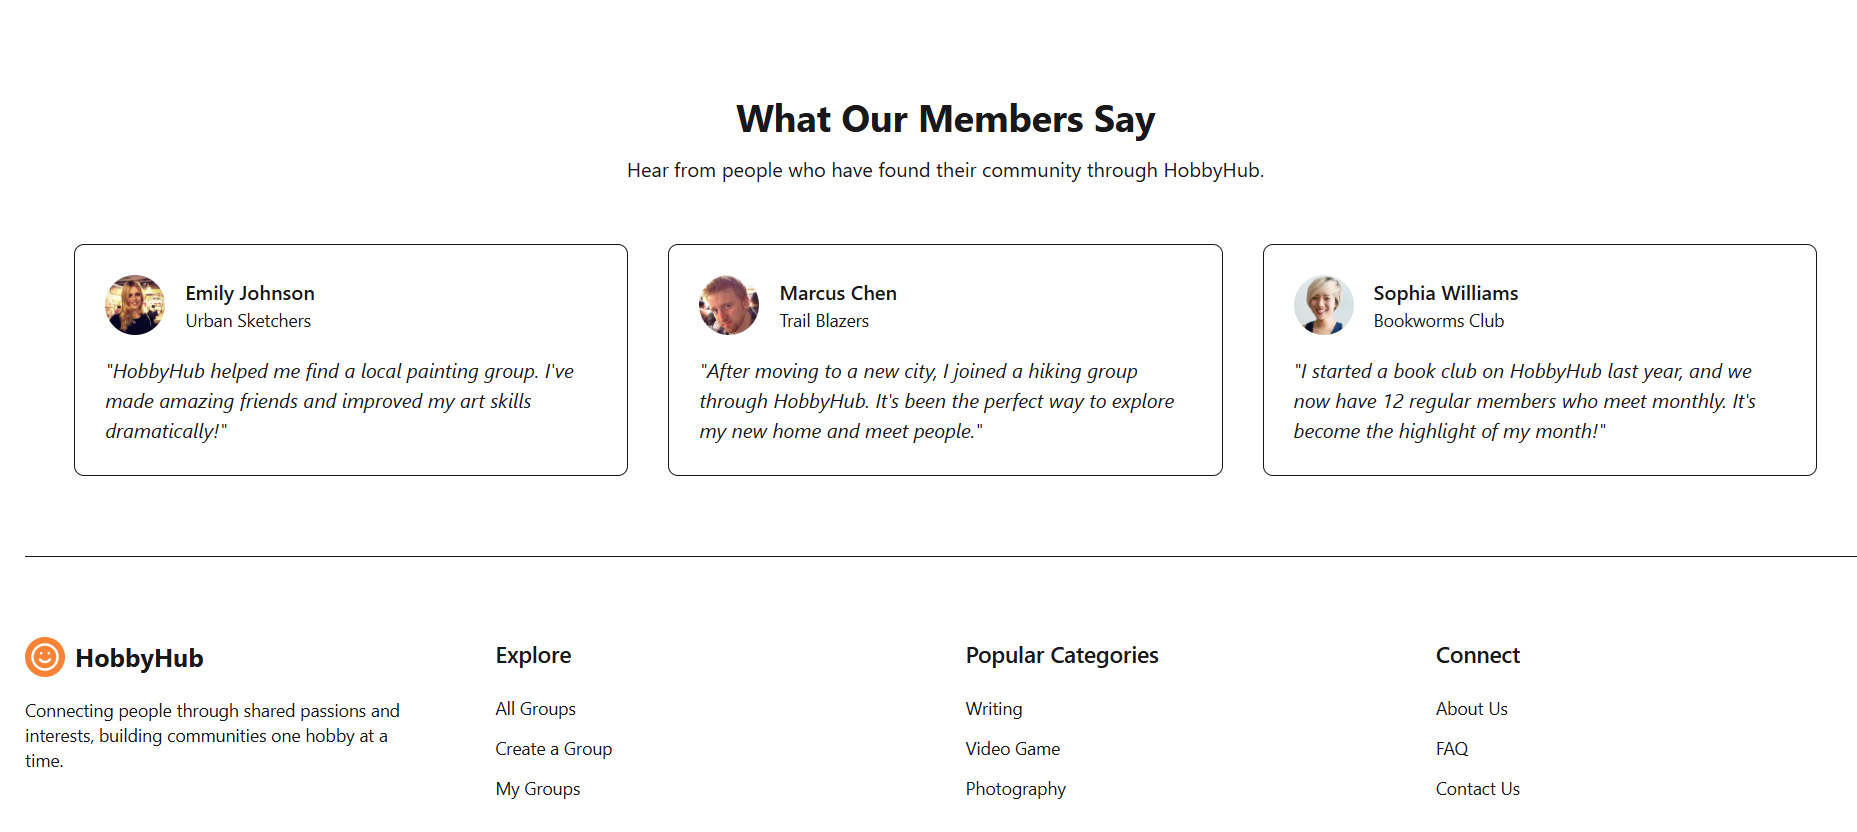 What Our Members Say
Hear from people who have found their community through HobbyHub.
Emily Johnson
Urban Sketchers
"HobbyHub helped me find a local painting group. I've
made amazing friends and improved my art skills
dramatically!"
Marcus Chen
Trail Blazers
"After moving to a new city, I joined a hiking group
through HobbyHub. It's been the perfect way to explore
my new home and meet people."
Sophia Williams
Bookworms Club
"I started a book club on HobbyHub last year, and we
now have 12 regular members who meet monthly. It's
become the highlight of my month!"
HobbyHub
Connecting people through shared passions and
interests, building communities one hobby at a
time.
Explore
All Groups
Create a Group
My Groups
Popular Categories
Writing
Video Game
Photography
Connect
About Us
FAQ
Contact Us